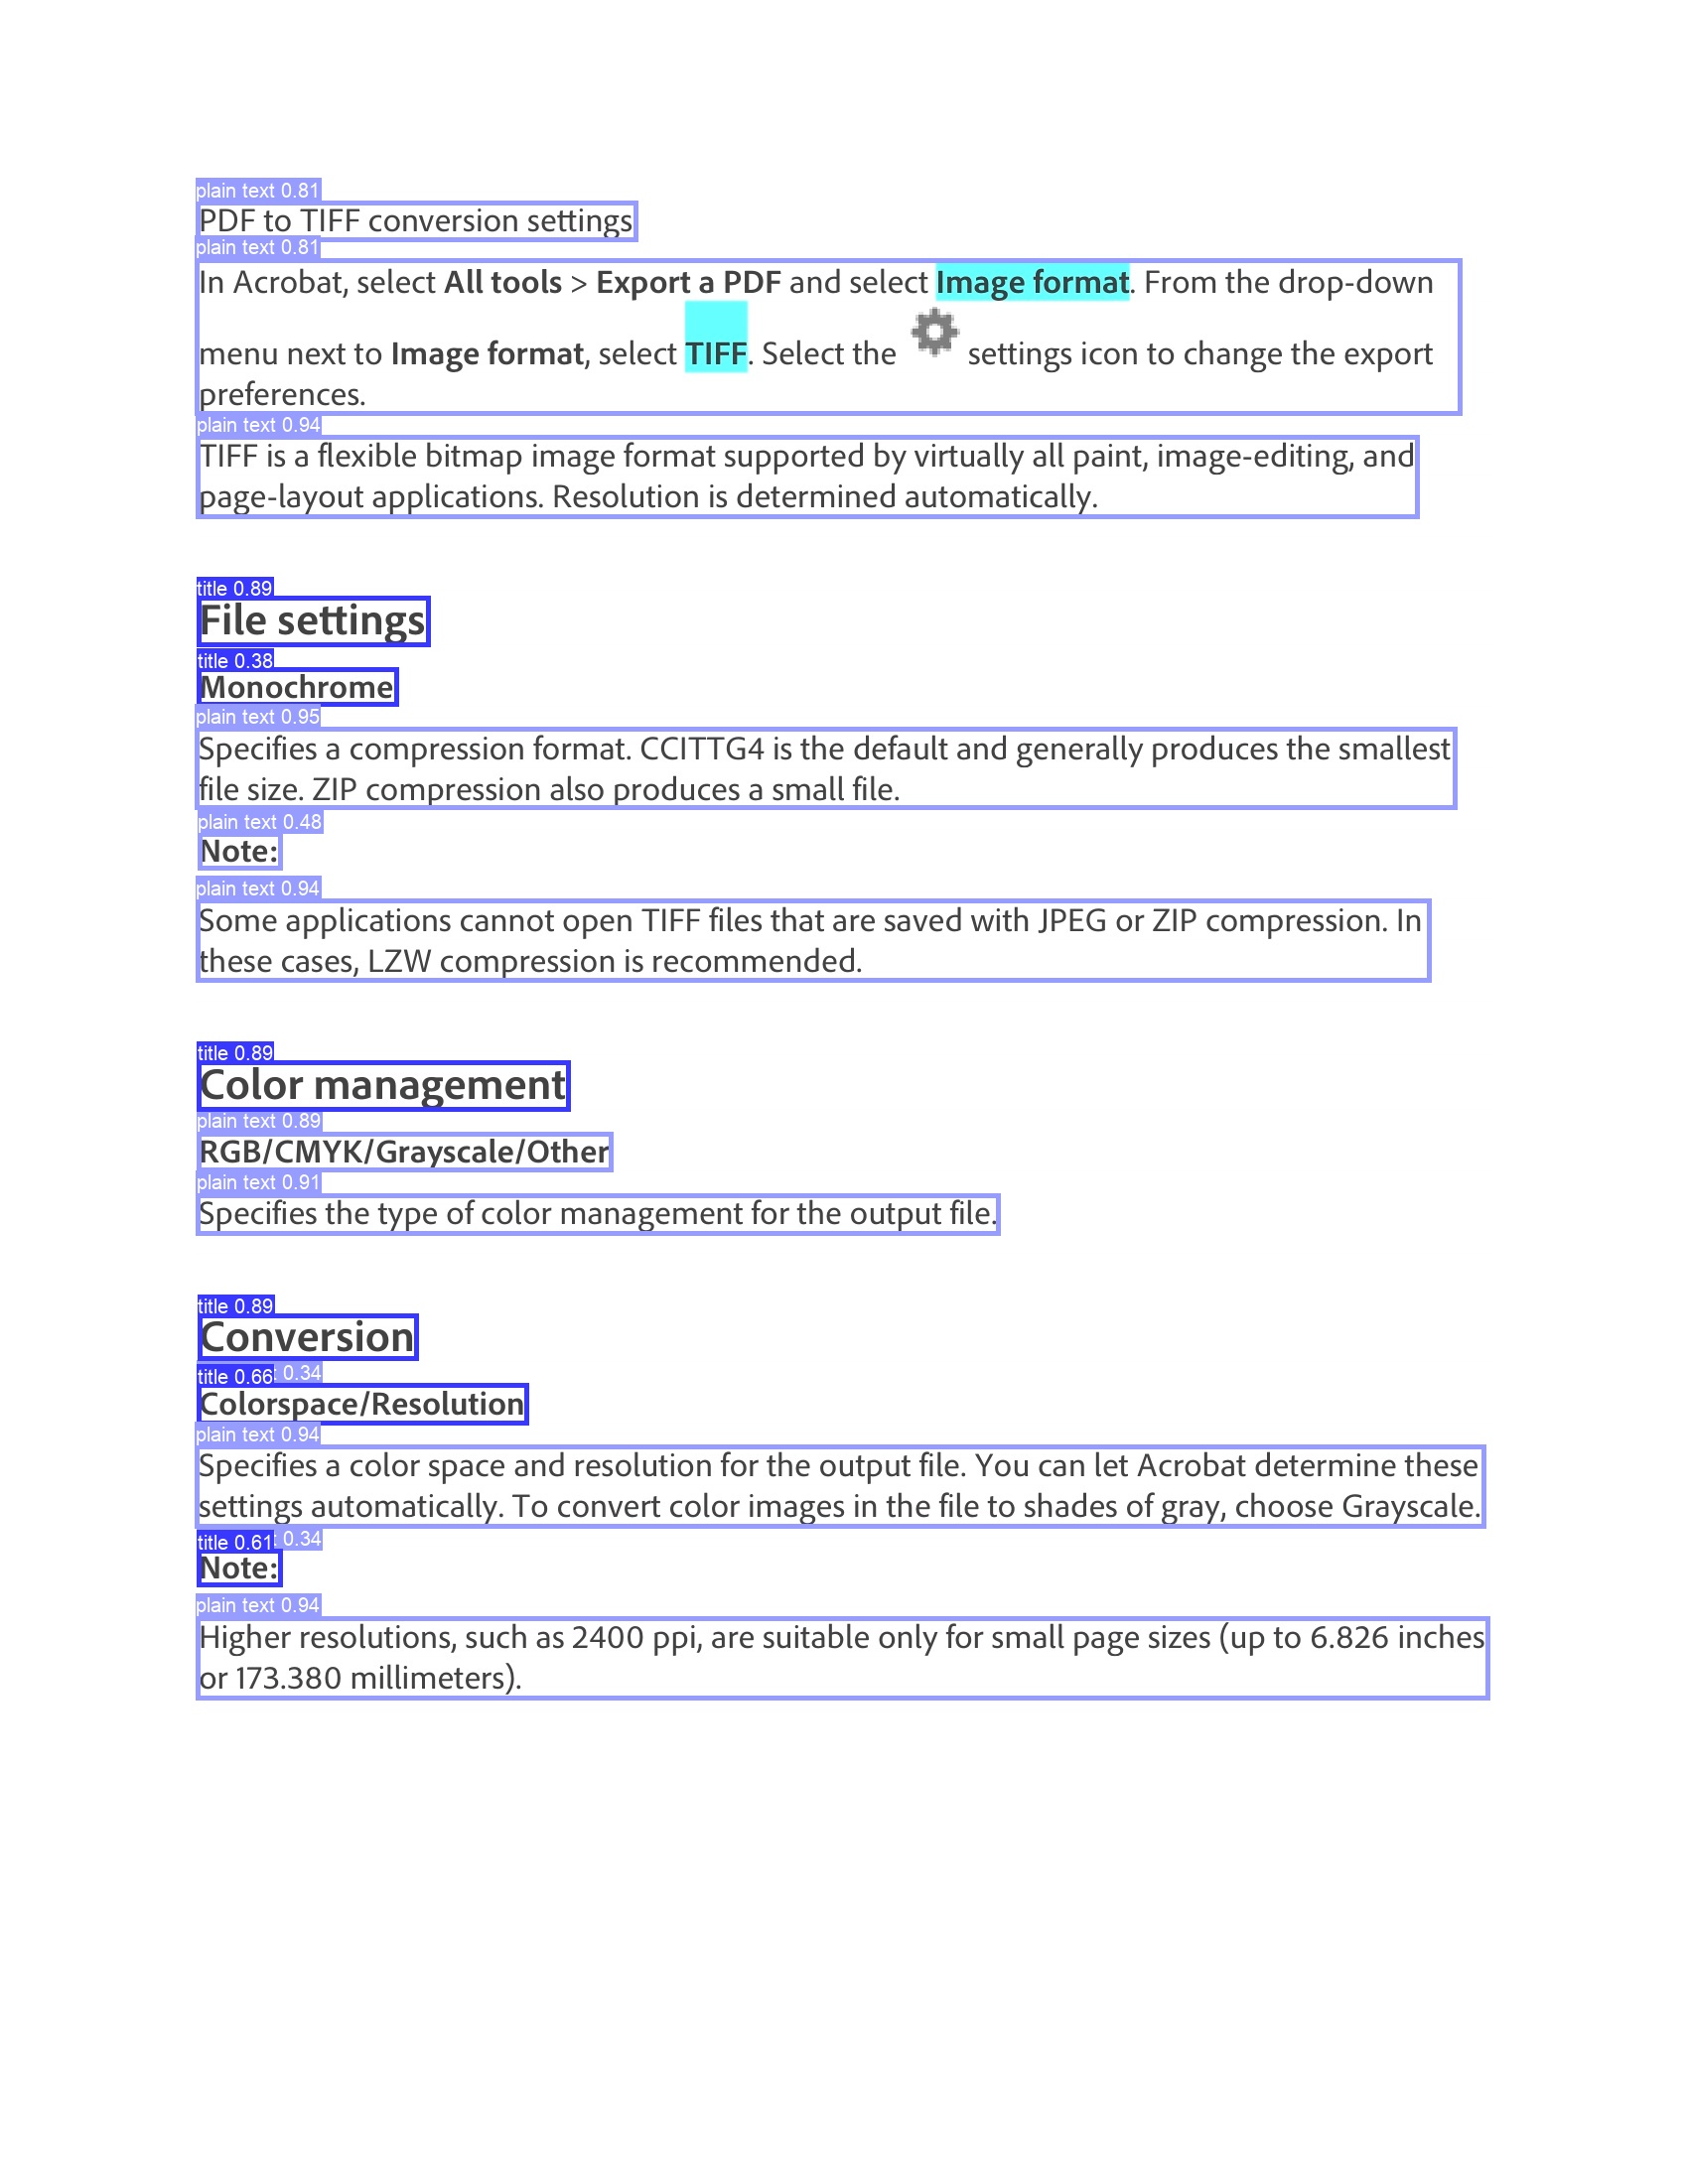 plain text 0.81
PDF to TIFF conversion settings
plain text 0.81
In Acrobat, select All tools > Export a PDF and select Image format. From the drop-down
menu next to Image format, select TIFF. Select the settings icon to change the export
preferences.
plain text 0.94
TIFF is a flexible bitmap image format supported by virtually all paint, image-editing, and
page-layout applications. Resolution is determined automatically.
title 0.89
File settings
title 0.38
Monochrome
plain text 0.95
Specifies a compression format. CCITTG4 is the default and generally produces the smallest
file size. ZIP compression also produces a small file.
plain text 0.48
Note:
plain text 0.94
Some applications cannot open TIFF files that are saved with JPEG or ZIP compression. In
these cases, LZW compression is recommended.
title 0.89
Color management
plain text 0.89
RGB/CMYK/Grayscale/Other
plain text 0.91
Specifies the type of color management for the output file.
title 0.89
Conversion
title 0.66 0.34
Colorspace/Resolution
plain text 0.94
Specifies a color space and resolution for the output file. You can let Acrobat determine these
settings automatically. To convert color images in the file to shades of gray, choose Grayscale.
title 0.61 0.34
Note:
plain text 0.94
Higher resolutions, such as 2400 ppi, are suitable only for small page sizes (up to 6.826 inches
or 173.380 millimeters).